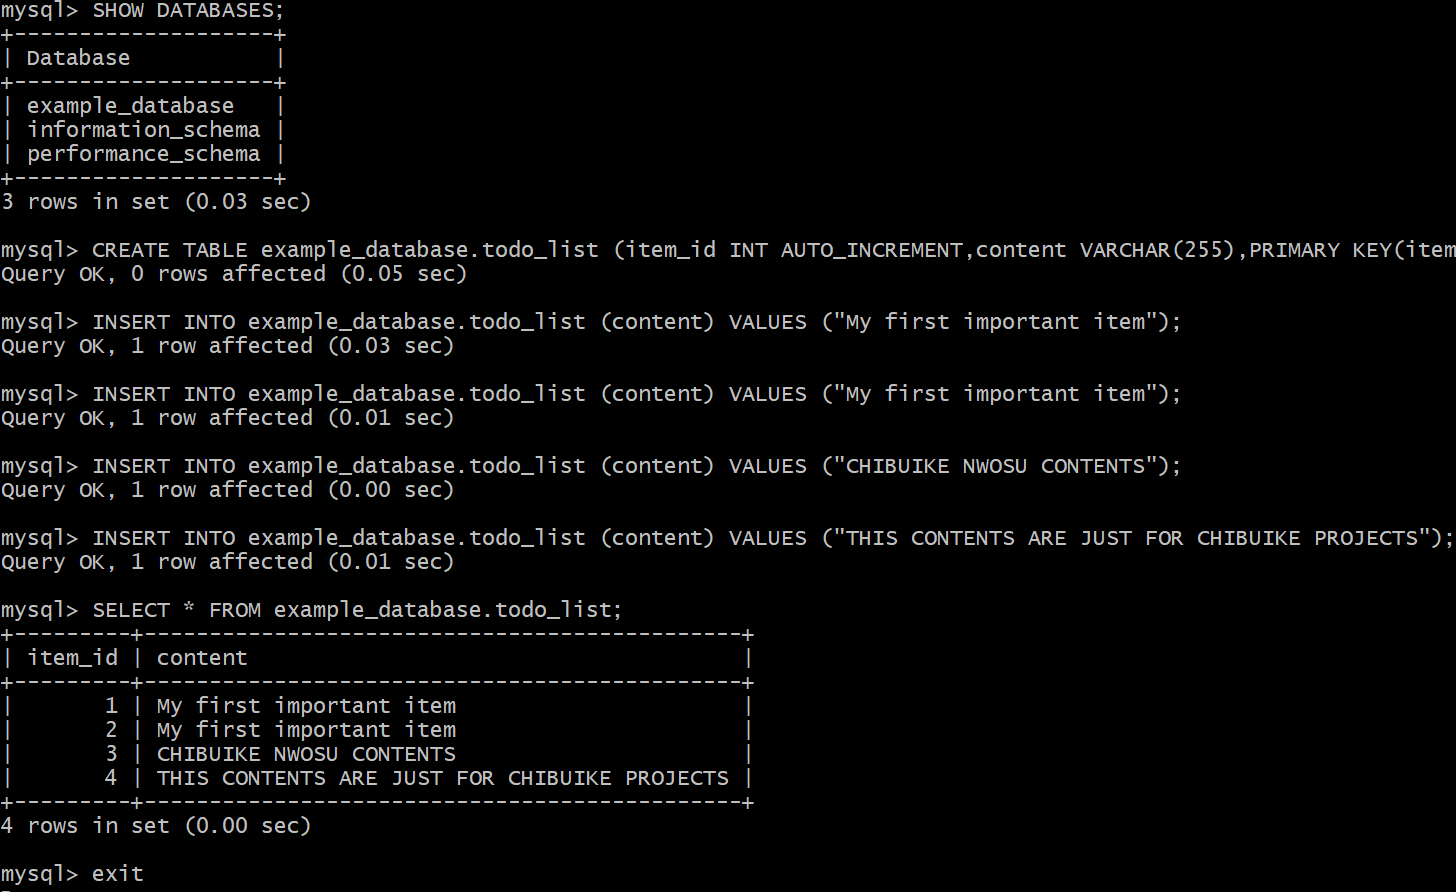 mysql> SHOW DATABASES;
+--------------------+
| Database           |
+--------------------+
| example_database   |
| information_schema |
| performance_schema |
+--------------------+
3 rows in set (0.03 sec)
mysql> CREATE TABLE example_database.todo_list (item_id INT AUTO_INCREMENT,content VARCHAR(255),PRIMARY KEY(item
Query OK, 0 rows affected (0.05 sec)
mysql> INSERT INTO example_database.todo_list (content) VALUES ("My first important item");
Query OK, 1 row affected (0.03 sec)
mysql> INSERT INTO example_database.todo_list (content) VALUES ("My first important item");
Query OK, 1 row affected (0.01 sec)
mysql> INSERT INTO example_database.todo_list (content) VALUES ("CHIBUIKE NWOSU CONTENTS");
Query OK, 1 row affected (0.00 sec)
mysql> INSERT INTO example_database.todo_list (content) VALUES ("THIS CONTENTS ARE JUST FOR CHIBUIKE PROJECTS");
Query OK, 1 row affected (0.01 sec)
mysql> SELECT * FROM example_database.todo_list;
+---------+----------------------------------------------+
| item_id | content                                      |
+---------+----------------------------------------------+
|       1 | My first important item                      |
|       2 | My first important item                      |
|       3 | CHIBUIKE NWOSU CONTENTS                      |
|       4 | THIS CONTENTS ARE JUST FOR CHIBUIKE PROJECTS |
+---------+----------------------------------------------+
4 rows in set (0.00 sec)
mysql> exit